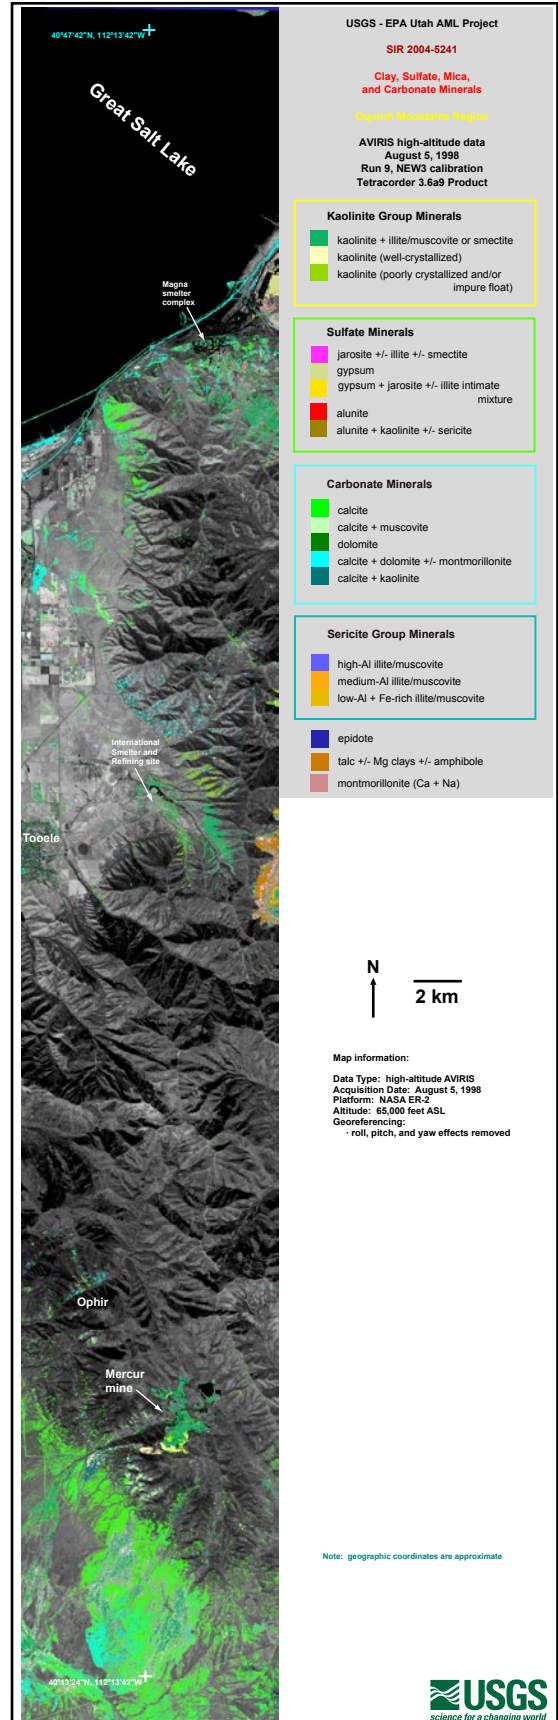 40º47'42"N, 112º13'42"W
Great Salt Lake
Magna
smelter
complex
International
Smelter and
Refining site
Tooele
Ophir
Mercur
mine
40º13'24"N, 112º13'42"W
USGS - EPA Utah AML Project
SIR 2004-5241
Clay, Sulfate, Mica,
and Carbonate Minerals
Oquirrh Mountains Region
AVIRIS high-altitude data
August 5, 1998
Run 9, NEW3 calibration
Tetracorder 3.6a9 Product
Kaolinite Group Minerals
kaolinite + illite/muscovite or smectite
kaolinite (well-crystallized)
kaolinite (poorly crystallized and/or
impure float)
Sulfate Minerals
jarosite +/- illite +/- smectite
gypsum
gypsum + jarosite +/- illite intimate
mixture
alunite
alunite + kaolinite +/- sericite
Carbonate Minerals
calcite
calcite + muscovite
dolomite
calcite + dolomite +/- montmorillonite
calcite + kaolinite
Sericite Group Minerals
high-Al illite/muscovite
medium-Al illite/muscovite
low-Al + Fe-rich illite/muscovite
epidote
talc +/- Mg clays +/- amphibole
montmorillonite (Ca + Na)
N
2 km
Map information:
Data Type: high-altitude AVIRIS
Acquisition Date: August 5, 1998
Platform: NASA ER-2
Altitude: 65,000 feet ASL
Georeferencing:
· roll, pitch, and yaw effects removed
Note: geographic coordinates are approximate
USGS
science for a changing world